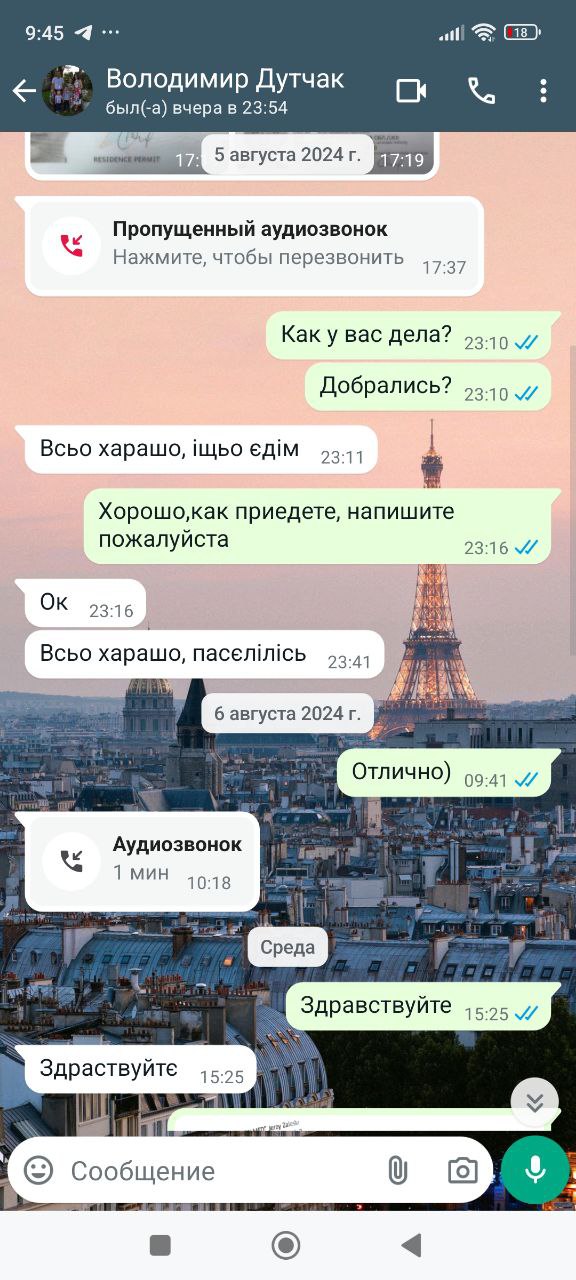 9:45
Володимир Дутчак
был(-а) вчера в 23:54
RESIDENCE PERMIT
5 августа 2024 г.
17:19
Пропущенный аудиозвонок
Нажмите, чтобы перезвонить
17:37
Как у вас дела? 23:10
Добрались? 23:10
Всьо харашо, іщьо єдім 23:11
Хорошо,как приедете, напишите
пожалуйста
23:16
Ок 23:16
Всьо харашо, пасєлілісь 23:41
6 августа 2024 г.
Отлично) 09:41
Аудиозвонок
1 мин 10:18
Среда
Здравствуйте 15:25
Здраствуйтє 15:25
Сообщение